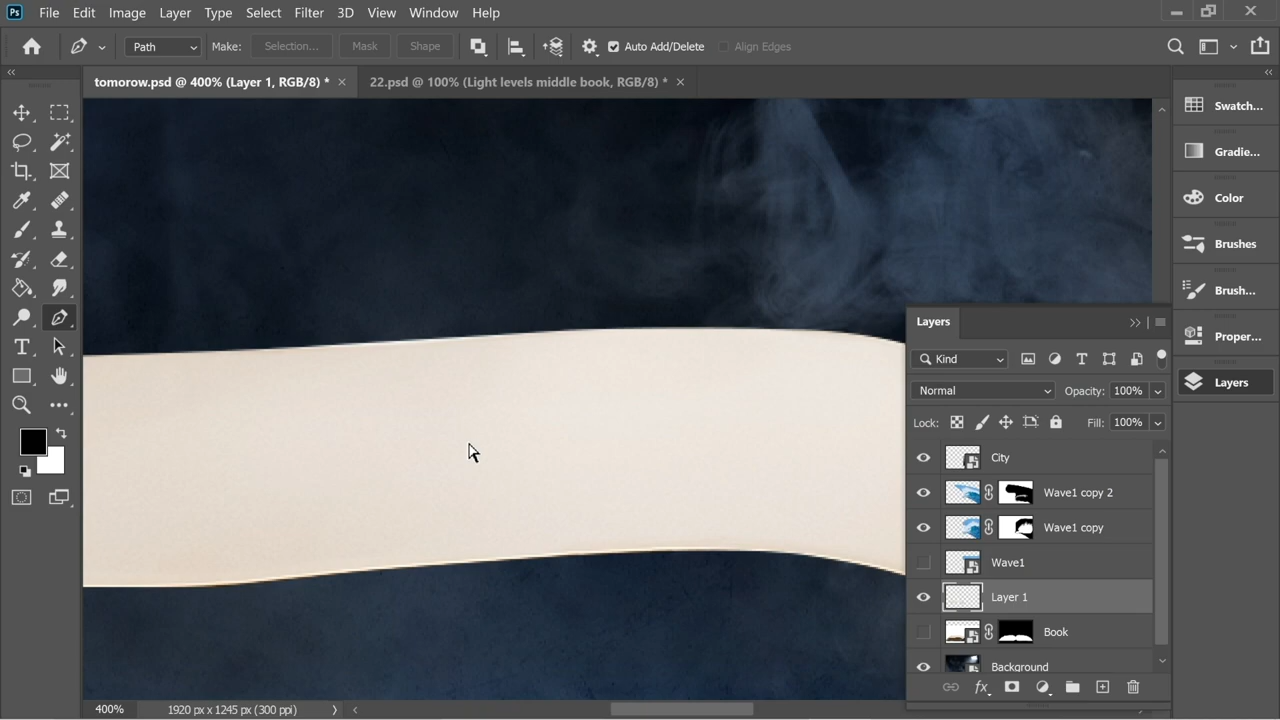 Ps File Edit Image Layer Type Select Filter 3D View Window Help
Path Make: Selection... Mask Shape Auto Add/Delete Align Edges
tomorow.psd @ 400% (Layer 1, RGB/8) * 22.psd @ 100% (Light levels middle book, RGB/8) *
Swatch...
Gradie...
Color
Brushes
Brush...
Proper...
Layers
Layers
Kind
Normal Opacity: 100%
Lock: Fill: 100%
City
Wave1 copy 2
Wave1 copy
Wave1
Layer 1
Book
Background
400% 1920 px x 1245 px (300 ppi)